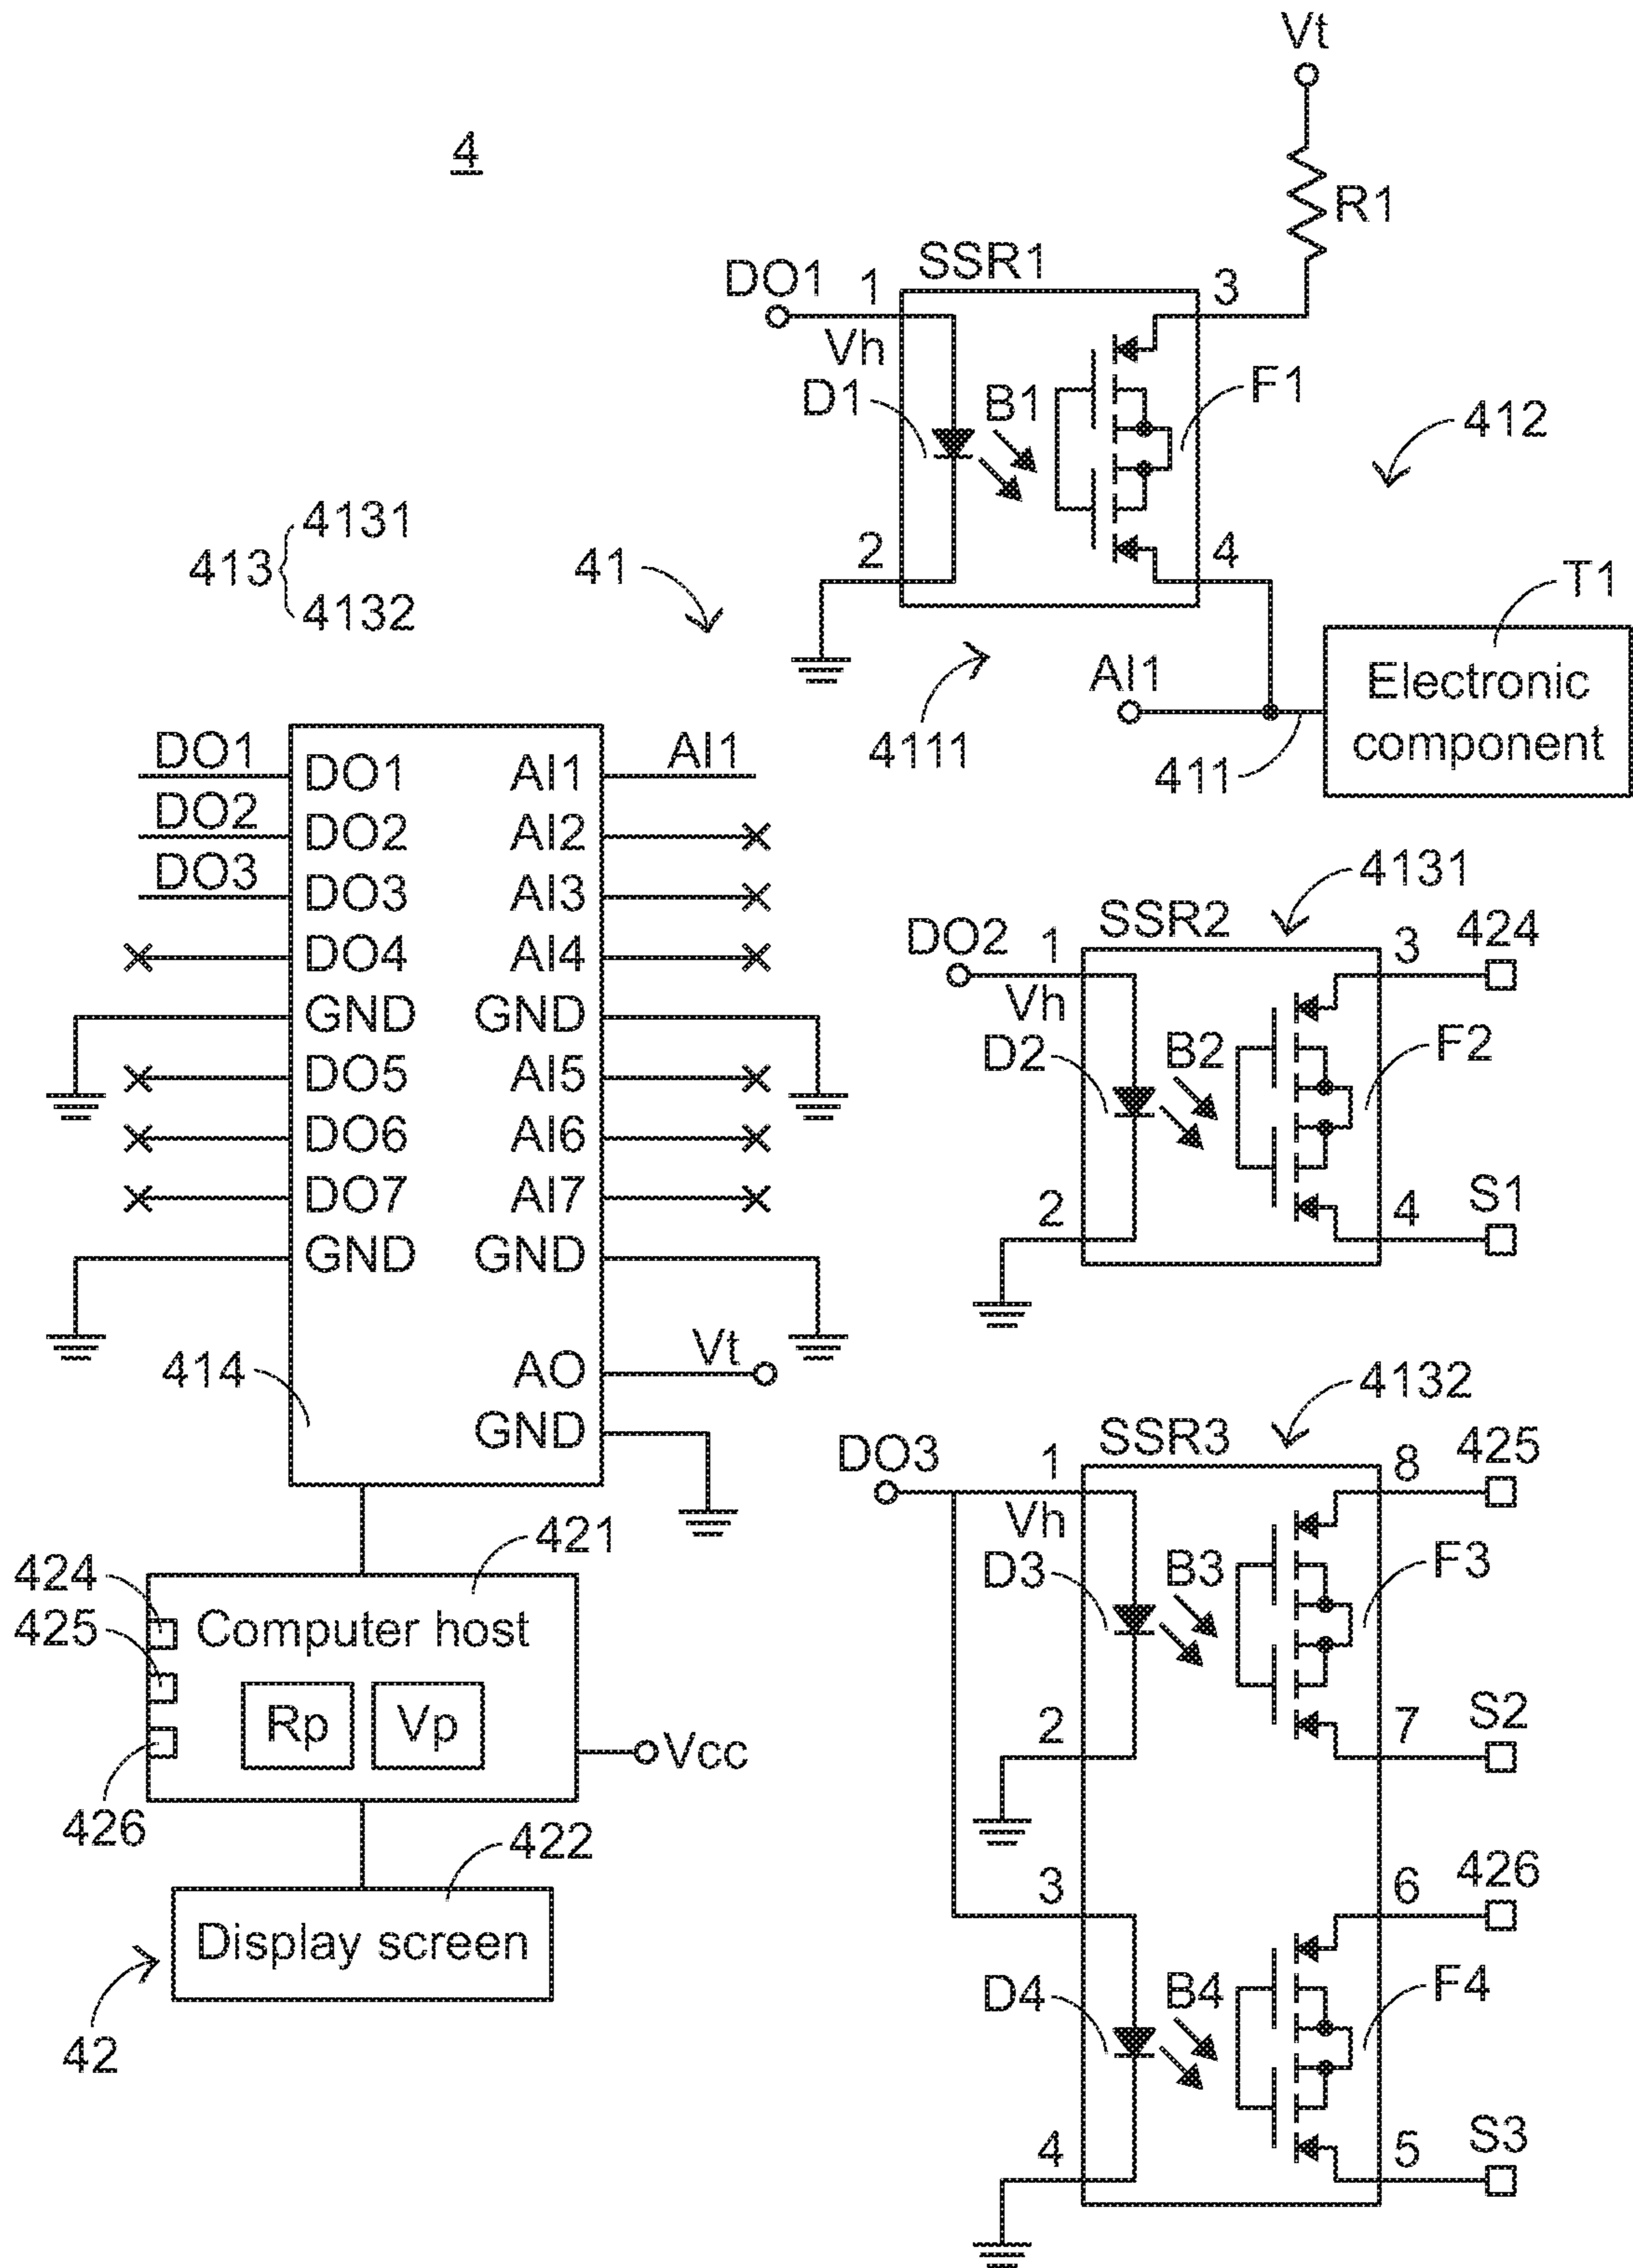 4
Vt
R1
SSR1
DO1
1
3
Vh
D1
B1
F1
412
2
4
413
4131
4132
41
4111
AI1
411
T1
Electronic
component
DO1
DO2
DO3
DO1
DO2
DO3
DO4
GND
DO5
DO6
DO7
GND
AI1
AI2
AI3
AI4
GND
AI5
AI6
AI7
GND
AO
GND
AI1
Vt
414
4131
SSR2
DO2
1
3
424
Vh
D2
B2
F2
2
4
S1
4132
SSR3
DO3
1
8
425
Vh
D3
B3
F3
2
7
S2
3
6
426
D4
B4
F4
4
5
S3
421
424
425
426
Computer host
Rp
Vp
Vcc
422
Display screen
42